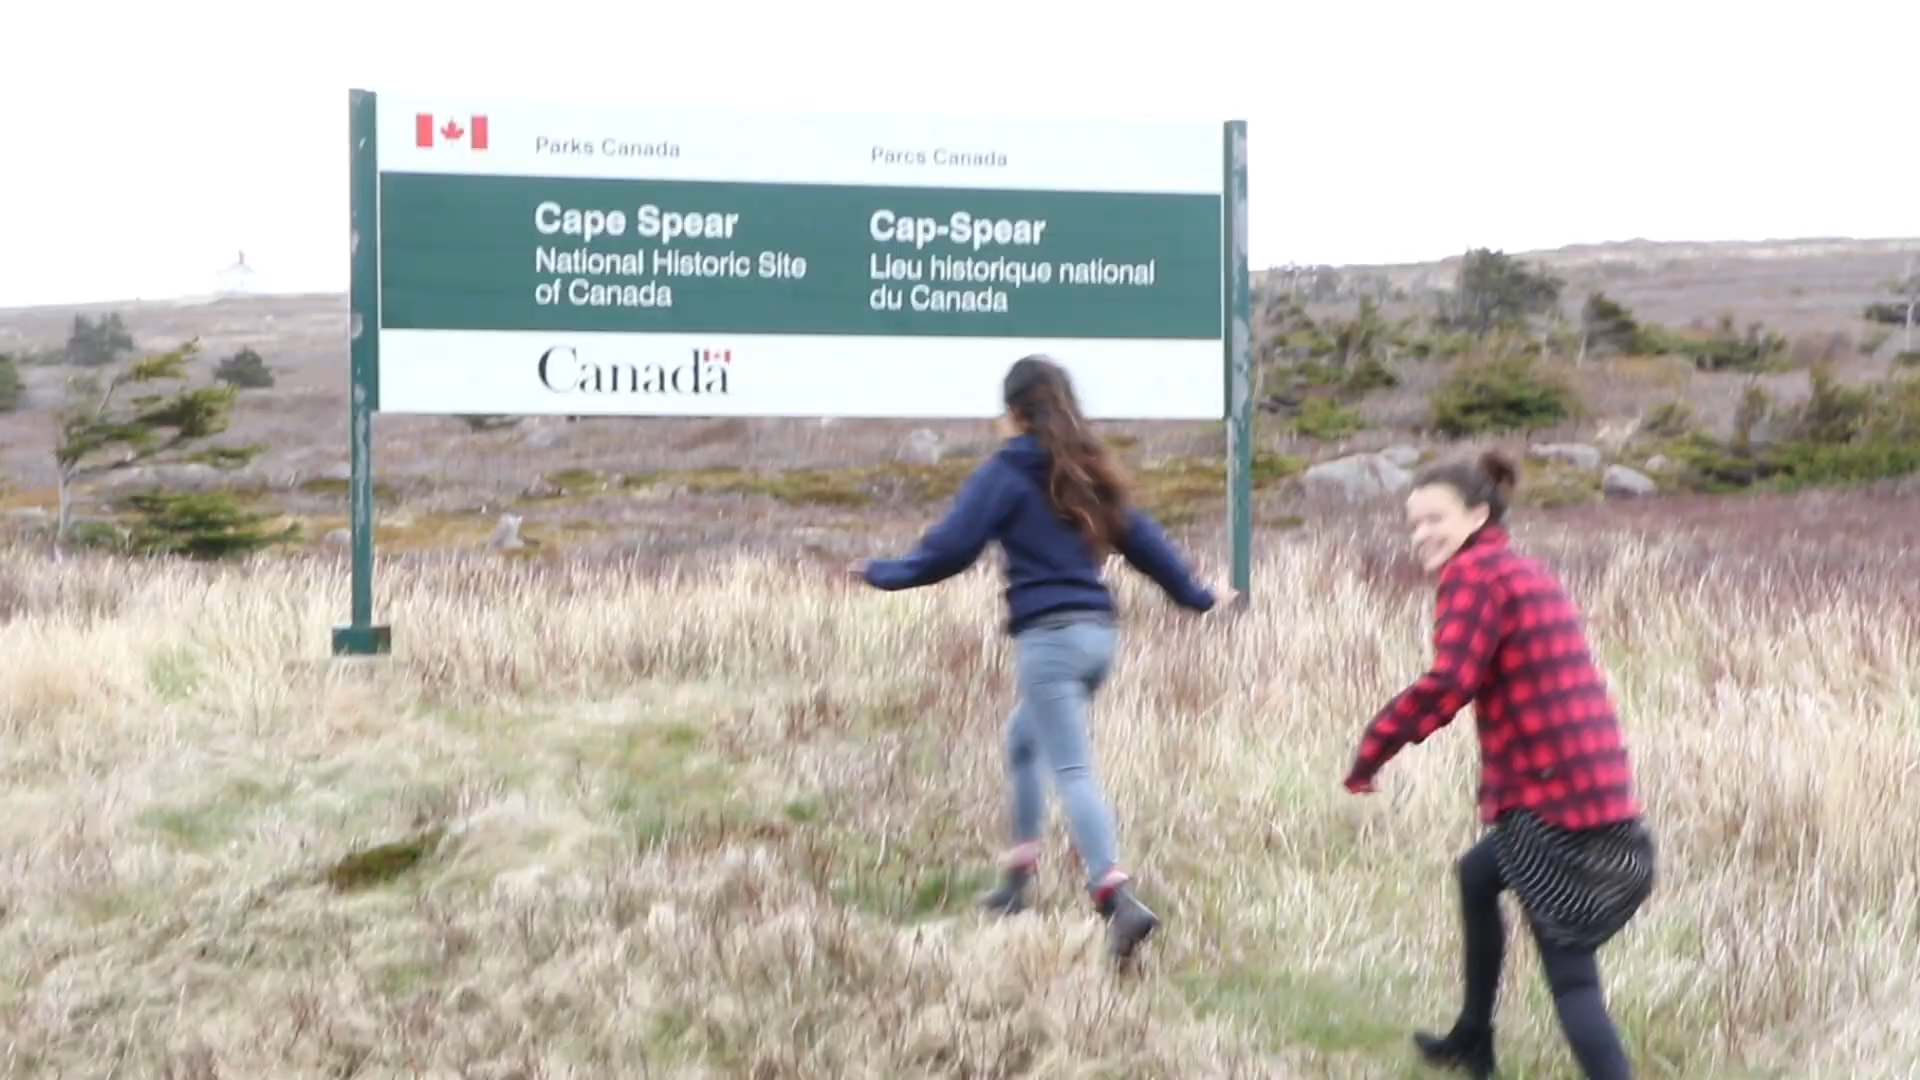 Parks Canada
Parcs Canada
Cape Spear
National Historic Site
of Canada
Cap-Spear
Lieu historique national
du Canada
Canada